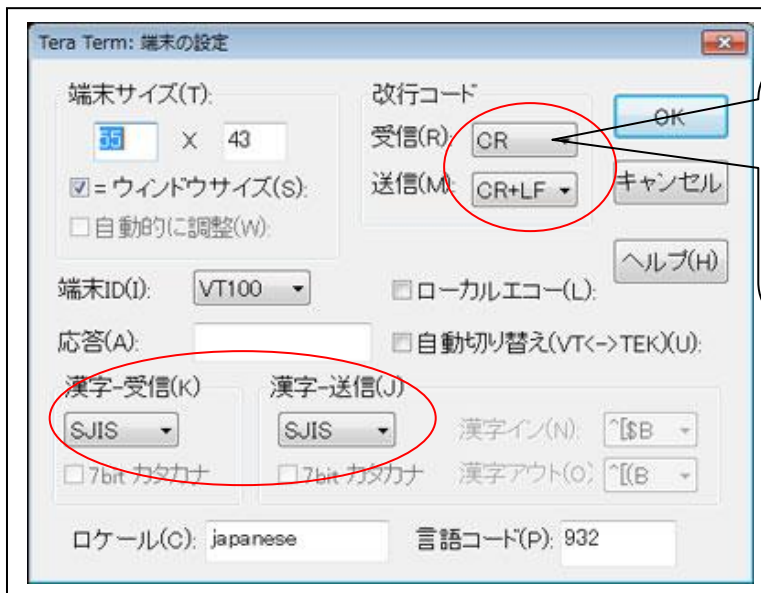 Tera Term: 端末の設定
端末サイズ(T):
55 X 43
=ウィンドウサイズ(S):
自動的に調整(W):
改行コード
受信(R): CR
送信(M): CR+LF
OK
キャンセル
ヘルプ(H)
端末ID(I): VT100
ローカルエコー(L):
応答(A):
自動切り替え(VT<->TEK)(U):
漢字-受信(K)
SJIS
7bit カタカナ
漢字-送信(J)
SJIS
7bit カタカナ
漢字イン(N): ^[$B
漢字アウト(O): ^[(B
ロケール(C): japanese
言語コード(P): 932